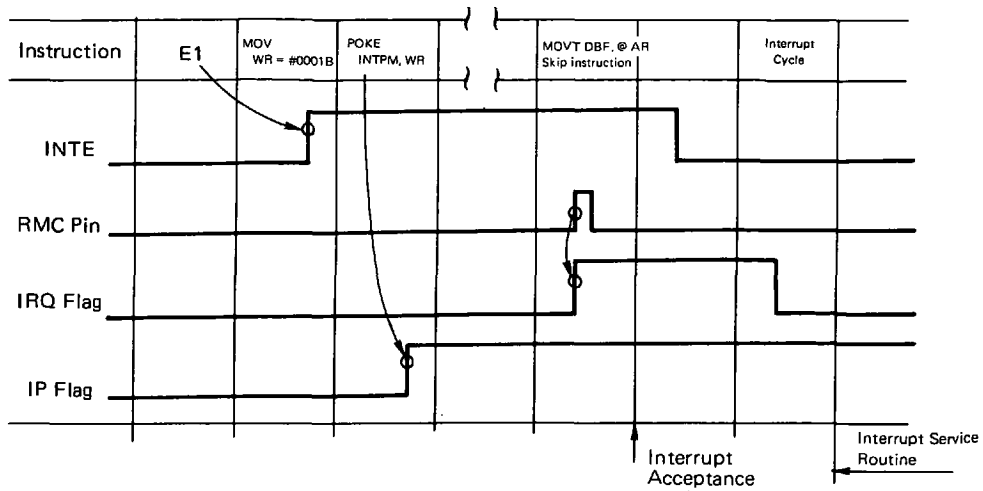 Instruction
E1
MOV
WR = #0001B
POKE
INTPM, WR
MOVT DBF, @ AR
Skip instruction
Interrupt
Cycle
INTE
RMC Pin
IRQ Flag
IP Flag
Interrupt
Acceptance
Interrupt Service
Routine